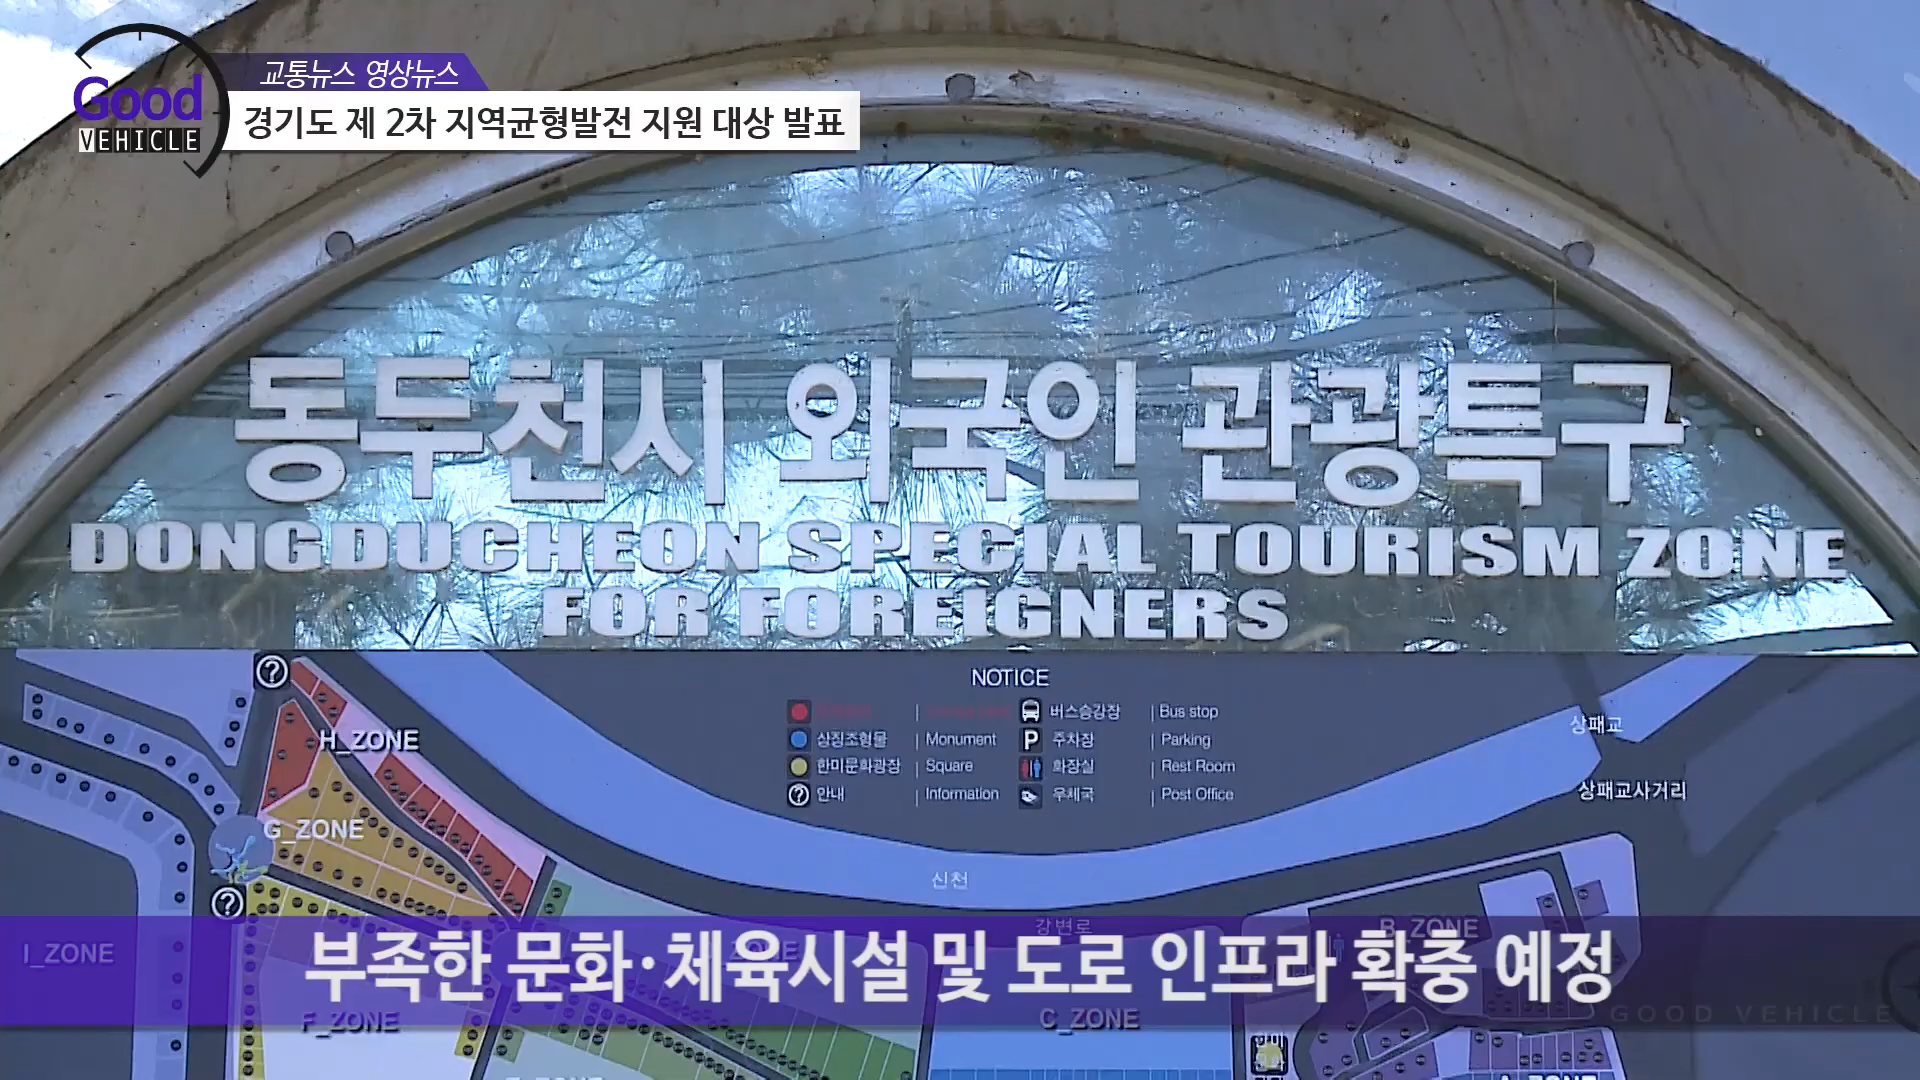 Good
VEHICLE
교통뉴스 영상뉴스
경기도 제 2차 지역균형발전 지원 대상 발표
동두천시 외국인 관광특구
DONGDUCHEON SPECIAL TOURISM ZONE
FOR FOREIGNERS
NOTICE
버스승강장 | Bus stop
상징조형물 | Monument
P 주차장 | Parking
한미문화광장 | Square
화장실 | Rest Room
? 안내 | Information
우체국 | Post Office
상패교
상패교사거리
?
H_ZONE
G_ZONE
?
신천
강변로
B_ZONE
I_ZONE
부족한 문화·체육시설 및 도로 인프라 확충 예정
F_ZONE
C_ZONE
GOOD VEHICLE